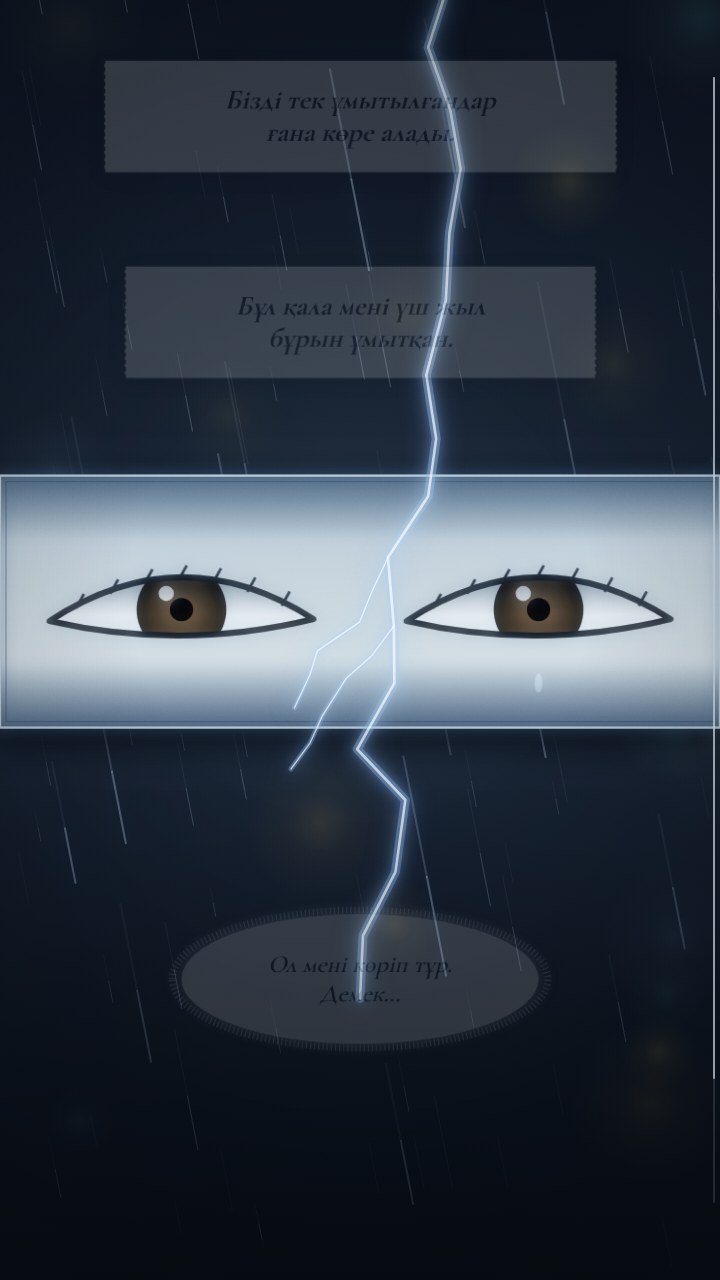 Бізді тек ұмытылғандар
ғана көре алады.
Бұл қала мені үш жыл
бұрын ұмытқан.
Ол мені көріп тұр.
Демек...